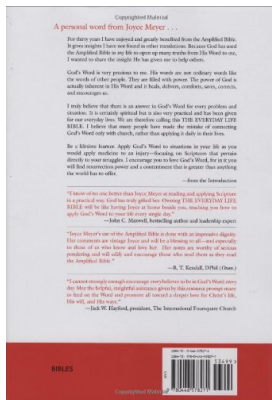 Copyrighted Material
A personal word from Joyce Meyer . . .
For thirty years I have enjoyed and greatly benefited from the Amplified Bible.
It gives insights I have not found in other translations. Because God has used
the Amplified Bible in my life to open up many truths from His Word to me,
I wanted to share the insight He has given me to help others.
God's Word is very precious to me. His words are not ordinary words like
the words of other people. They are filled with power. The power of God is
actually inherent in His Word and it heals, delivers, comforts, saves, corrects,
and encourages us.
I truly believe that there is an answer in God's Word for every problem and
situation. It is certainly spiritual but is also very practical and has been given
for our everyday lives. We are therefore calling this THE EVERYDAY LIFE
BIBLE. I believe that many people have made the mistake of connecting
God's Word only with church, rather than applying it daily in their lives.
Be a lifetime learner. Apply God's Word to situations in your life as you
would apply medicine to an injury—focusing on Scriptures that pertain
directly to your struggles. I encourage you to love God's Word, for in it you
will find resurrection power and a contentment that is greater than anything
the world has to offer.
—from the Introduction
"I know of no one better than Joyce Meyer at reading and applying Scripture
in a practical way. God has truly gifted her. Owning THE EVERYDAY LIFE
BIBLE will be like having Joyce at home beside you, teaching you how to
apply God's Word to your life every single day."
—John C. Maxwell, bestselling author and leadership expert
"Joyce Meyer's use of the Amplified Bible is done with an impressive dignity.
Her comments are vintage Joyce and will be a blessing to all—and especially
to those of us who know and love her. Her notes are worthy of serious
pondering and will edify and encourage those who read them as they read
the Amplified Bible."
—R. T. Kendall, DPhil (Oxon.)
"I cannot strongly enough encourage every believer to be in God's Word every
day. May the helpful, insightful assistance given by this resource prompt more
to feed on the Word and promote all toward a deeper love for Christ's life,
His will, and His ways."
—Jack W. Hayford, president, The International Foursquare Church
BIBLES
Copyrighted Material